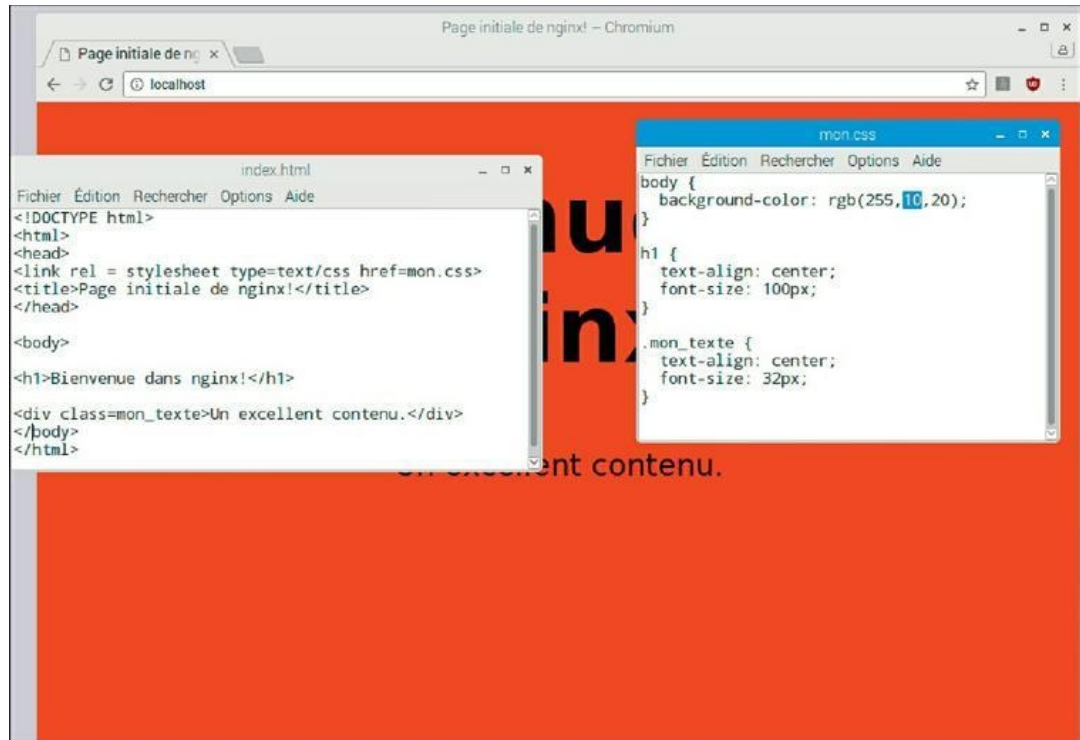 Page initiale de nginx! – Chromium
Page initiale de ng
localhost
index.html
Fichier Édition Rechercher Options Aide
<!DOCTYPE html>
<html>
<head>
<link rel = stylesheet type=text/css href=mon.css>
<title>Page initiale de nginx!</title>
</head>
<body>
<h1>Bienvenue dans nginx!</h1>
<div class=mon_texte>Un excellent contenu.</div>
</body>
</html>
mon.css
Fichier Édition Rechercher Options Aide
body {
background-color: rgb(255,10,20);
}
h1 {
text-align: center;
font-size: 100px;
}
.mon_texte {
text-align: center;
font-size: 32px;
}
nu
inx
Un excellent contenu.